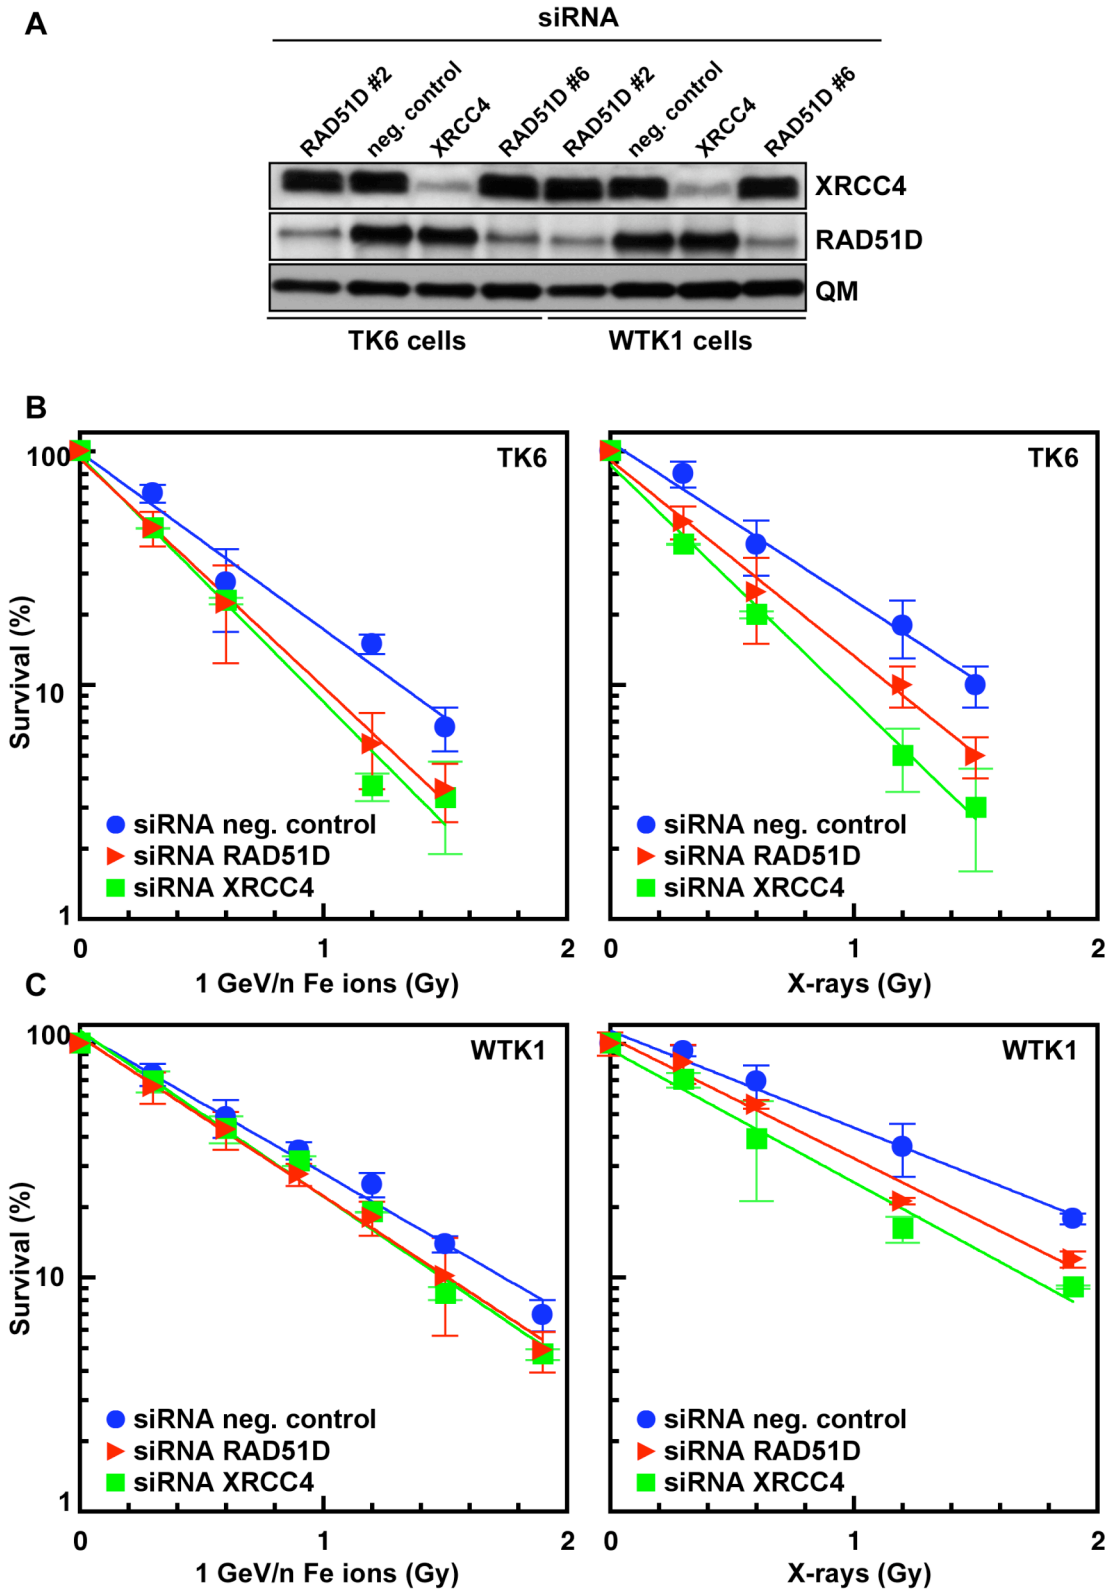 A
siRNA
RAD51D #2
neg. control
XRCC4
RAD51D #6
RAD51D #2
neg. control
XRCC4
RAD51D #6
XRCC4
RAD51D
QM
TK6 cells
WTK1 cells
B
TK6
100
10
1
Survival (%)
siRNA neg. control
siRNA RAD51D
siRNA XRCC4
0 1 2
1 GeV/n Fe ions (Gy)
TK6
siRNA neg. control
siRNA RAD51D
siRNA XRCC4
0 1 2
X-rays (Gy)
C
WTK1
100
10
1
Survival (%)
siRNA neg. control
siRNA RAD51D
siRNA XRCC4
0 1 2
1 GeV/n Fe ions (Gy)
WTK1
siRNA neg. control
siRNA RAD51D
siRNA XRCC4
0 1 2
X-rays (Gy)